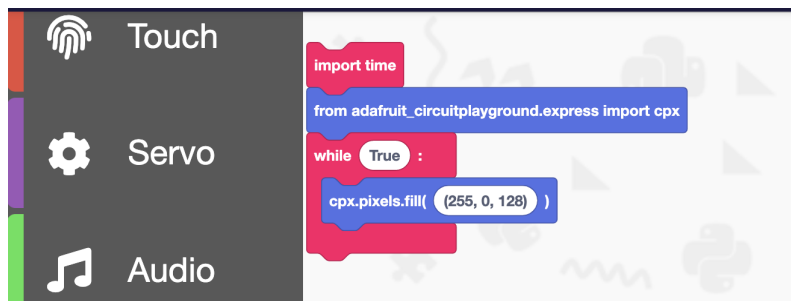 Touch
Servo
Audio
import time
from adafruit_circuitplayground.express import cpx
while True :
cpx.pixels.fill( (255, 0, 128) )